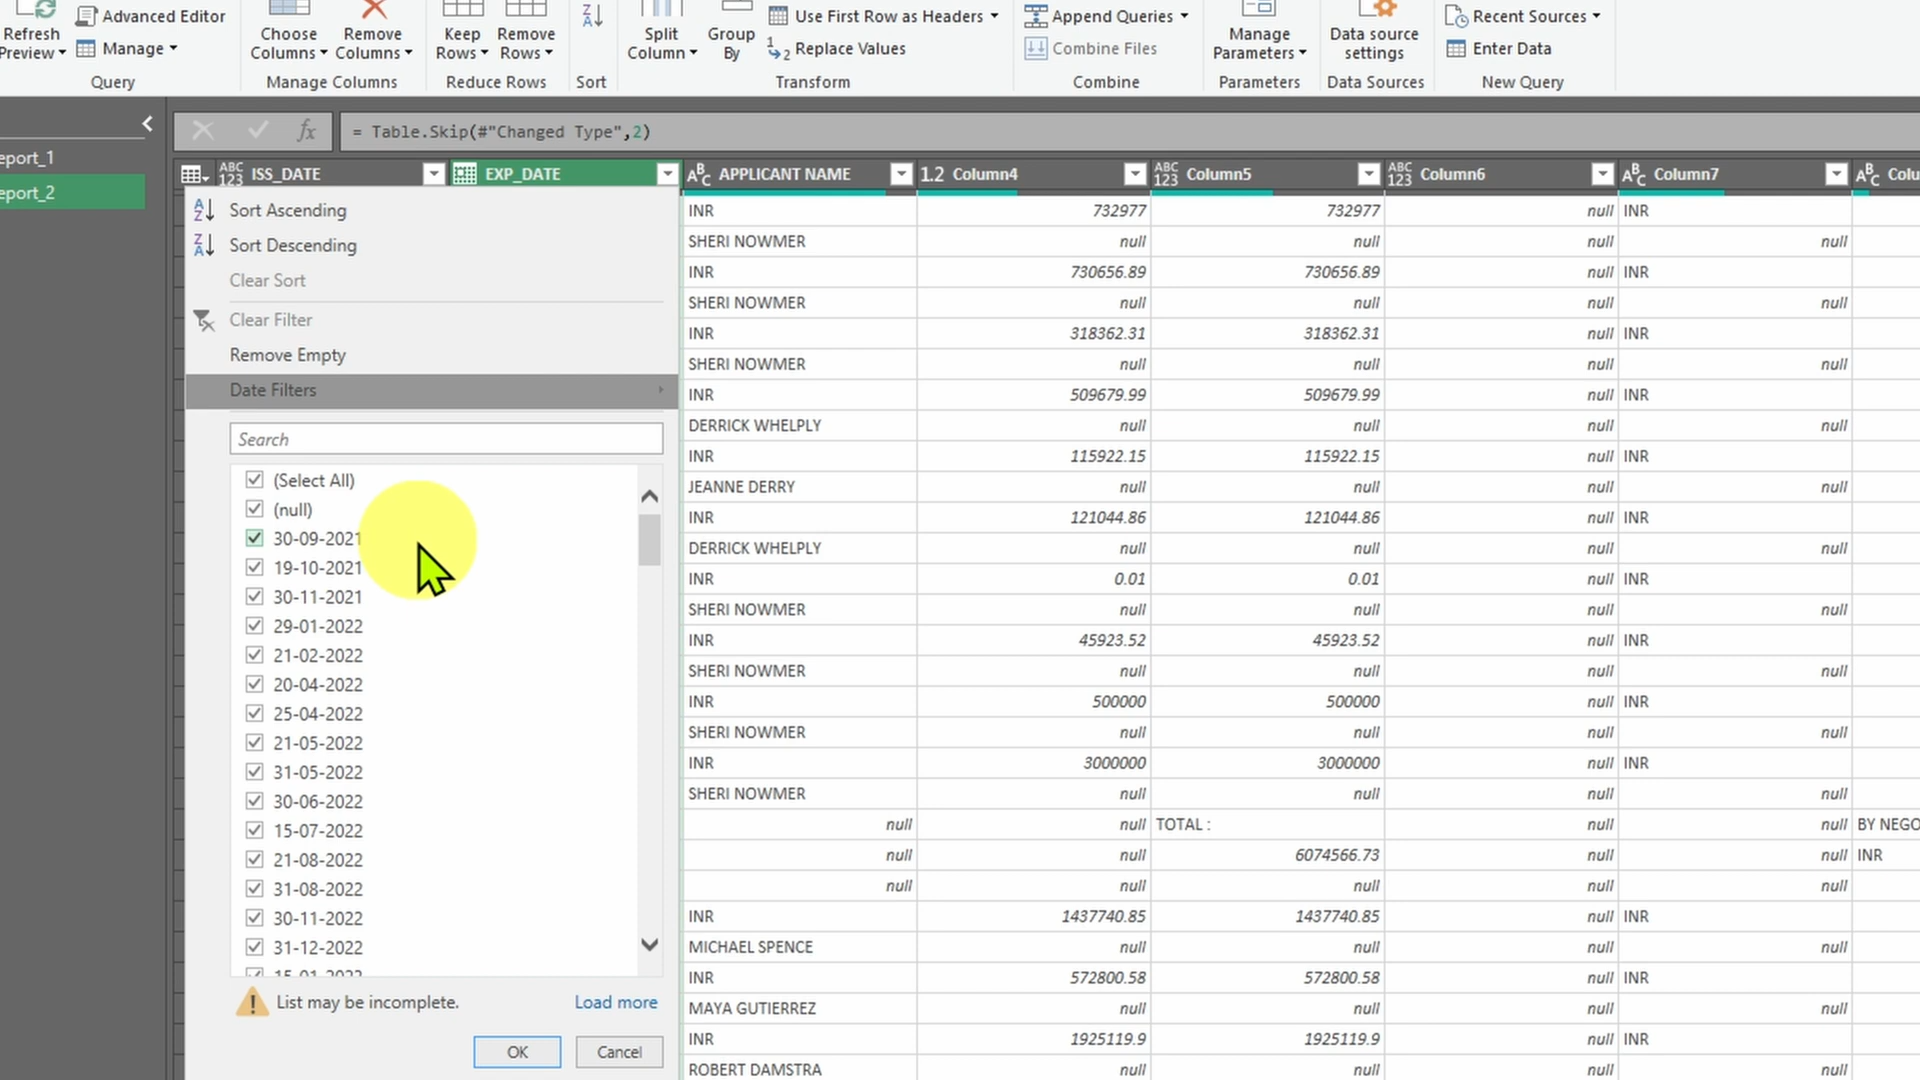 Refresh
Preview
Advanced Editor
Manage
Query
Choose
Columns
Remove
Columns
Manage Columns
Keep
Rows
Remove
Rows
Reduce Rows
Sort
Split
Column
Group
By
Use First Row as Headers
Replace Values
Transform
Append Queries
Combine Files
Combine
Manage
Parameters
Parameters
Data source
settings
Data Sources
Recent Sources
Enter Data
New Query
eport_1
eport_2
fx = Table.Skip(#"Changed Type",2)
ABC 123 ISS_DATE EXP_DATE ABC APPLICANT NAME 1.2 Column4 ABC 123 Column5 ABC 123 Column6 ABC Column7 ABC Colu
Sort Ascending
Sort Descending
Clear Sort
Clear Filter
Remove Empty
Date Filters
Search
(Select All)
(null)
30-09-2021
19-10-2021
30-11-2021
29-01-2022
21-02-2022
20-04-2022
25-04-2022
21-05-2022
31-05-2022
30-06-2022
15-07-2022
21-08-2022
31-08-2022
30-11-2022
31-12-2022
15-01-2022
List may be incomplete. Load more
OK Cancel
INR 732977 732977 null INR
SHERI NOWMER null null null null
INR 730656.89 730656.89 null INR
SHERI NOWMER null null null null
INR 318362.31 318362.31 null INR
SHERI NOWMER null null null null
INR 509679.99 509679.99 null INR
DERRICK WHELPLY null null null null
INR 115922.15 115922.15 null INR
JEANNE DERRY null null null null
INR 121044.86 121044.86 null INR
DERRICK WHELPLY null null null null
INR 0.01 0.01 null INR
SHERI NOWMER null null null null
INR 45923.52 45923.52 null INR
SHERI NOWMER null null null null
INR 500000 500000 null INR
SHERI NOWMER null null null null
INR 3000000 3000000 null INR
SHERI NOWMER null null null null
null null TOTAL : null null BY NEGO
null null 6074566.73 null null INR
null null null null null
INR 1437740.85 1437740.85 null INR
MICHAEL SPENCE null null null null
INR 572800.58 572800.58 null INR
MAYA GUTIERREZ null null null null
INR 1925119.9 1925119.9 null INR
ROBERT DAMSTRA null null null null